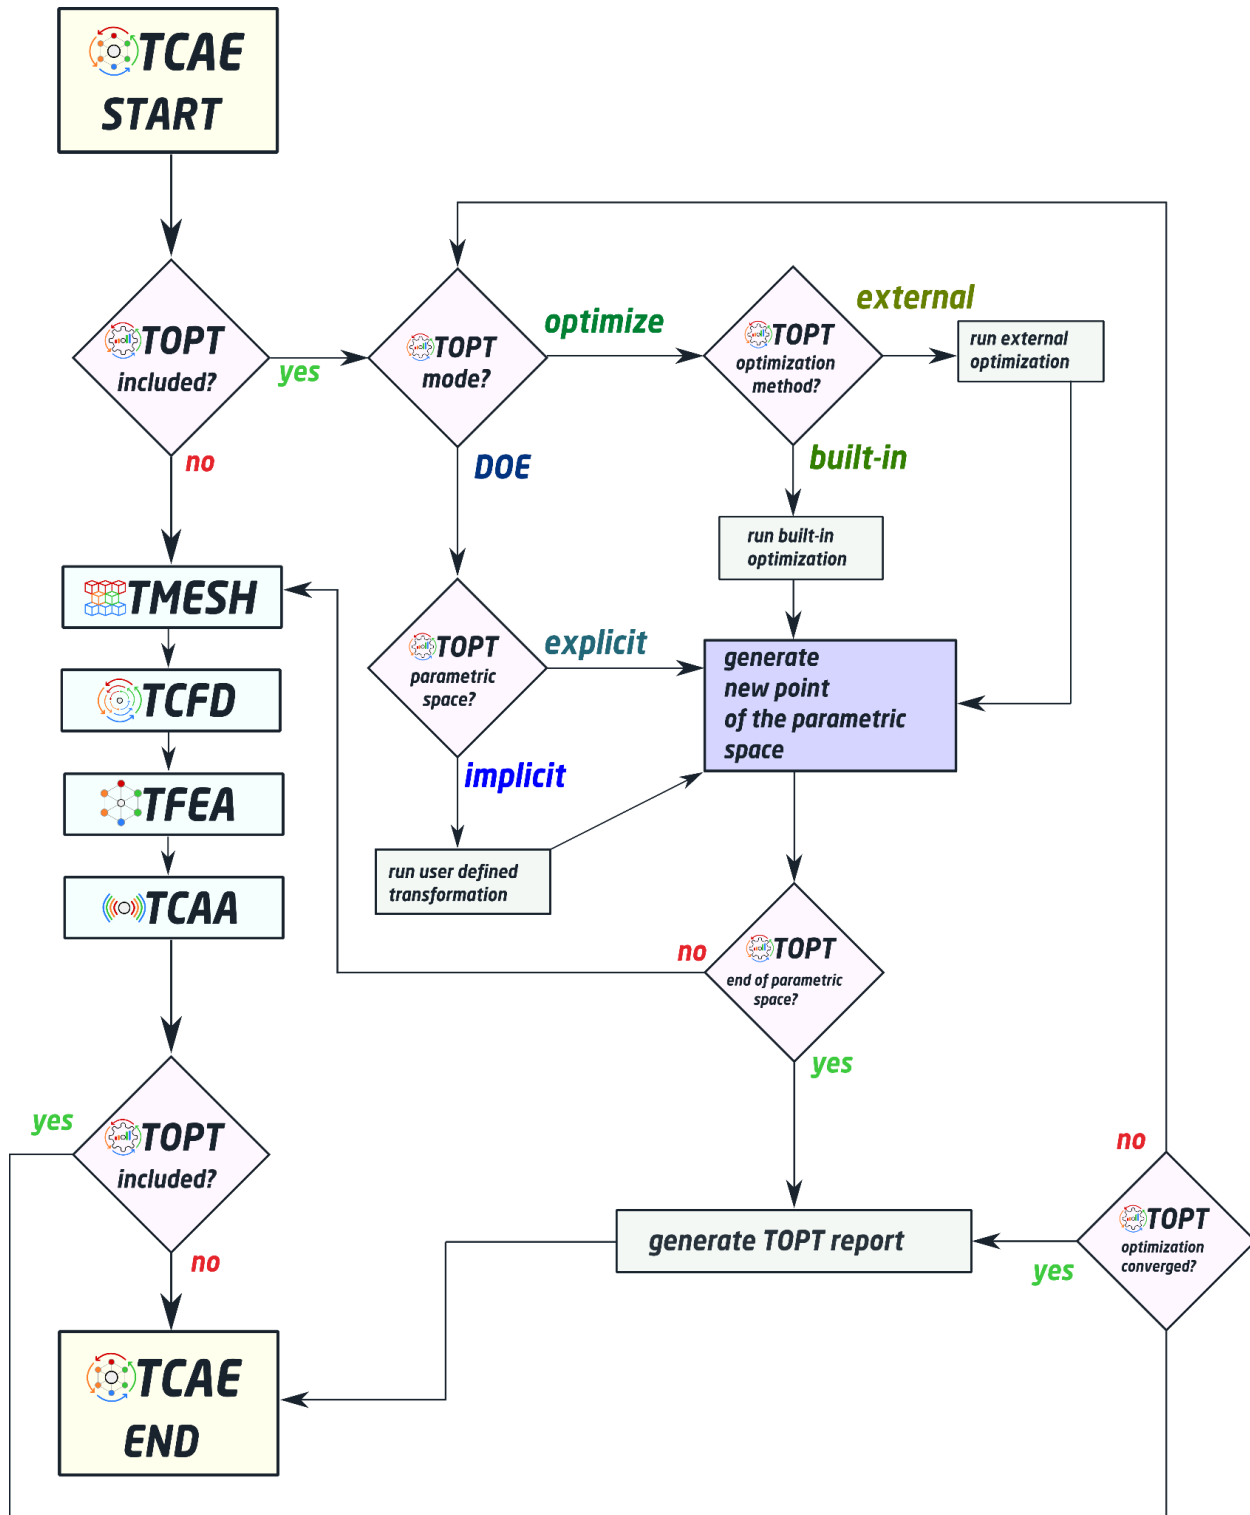 TCAE
START
TOPT
included?
yes
no
TOPT
mode?
optimize
DOE
TOPT
optimization
method?
external
built-in
run external
optimization
run built-in
optimization
TMESH
TCFD
TFEA
TCAA
TOPT
parametric
space?
explicit
implicit
run user defined
transformation
generate
new point
of the parametric
space
TOPT
end of parametric
space?
no
yes
TOPT
included?
yes
no
generate TOPT report
TOPT
optimization
converged?
no
yes
TCAE
END